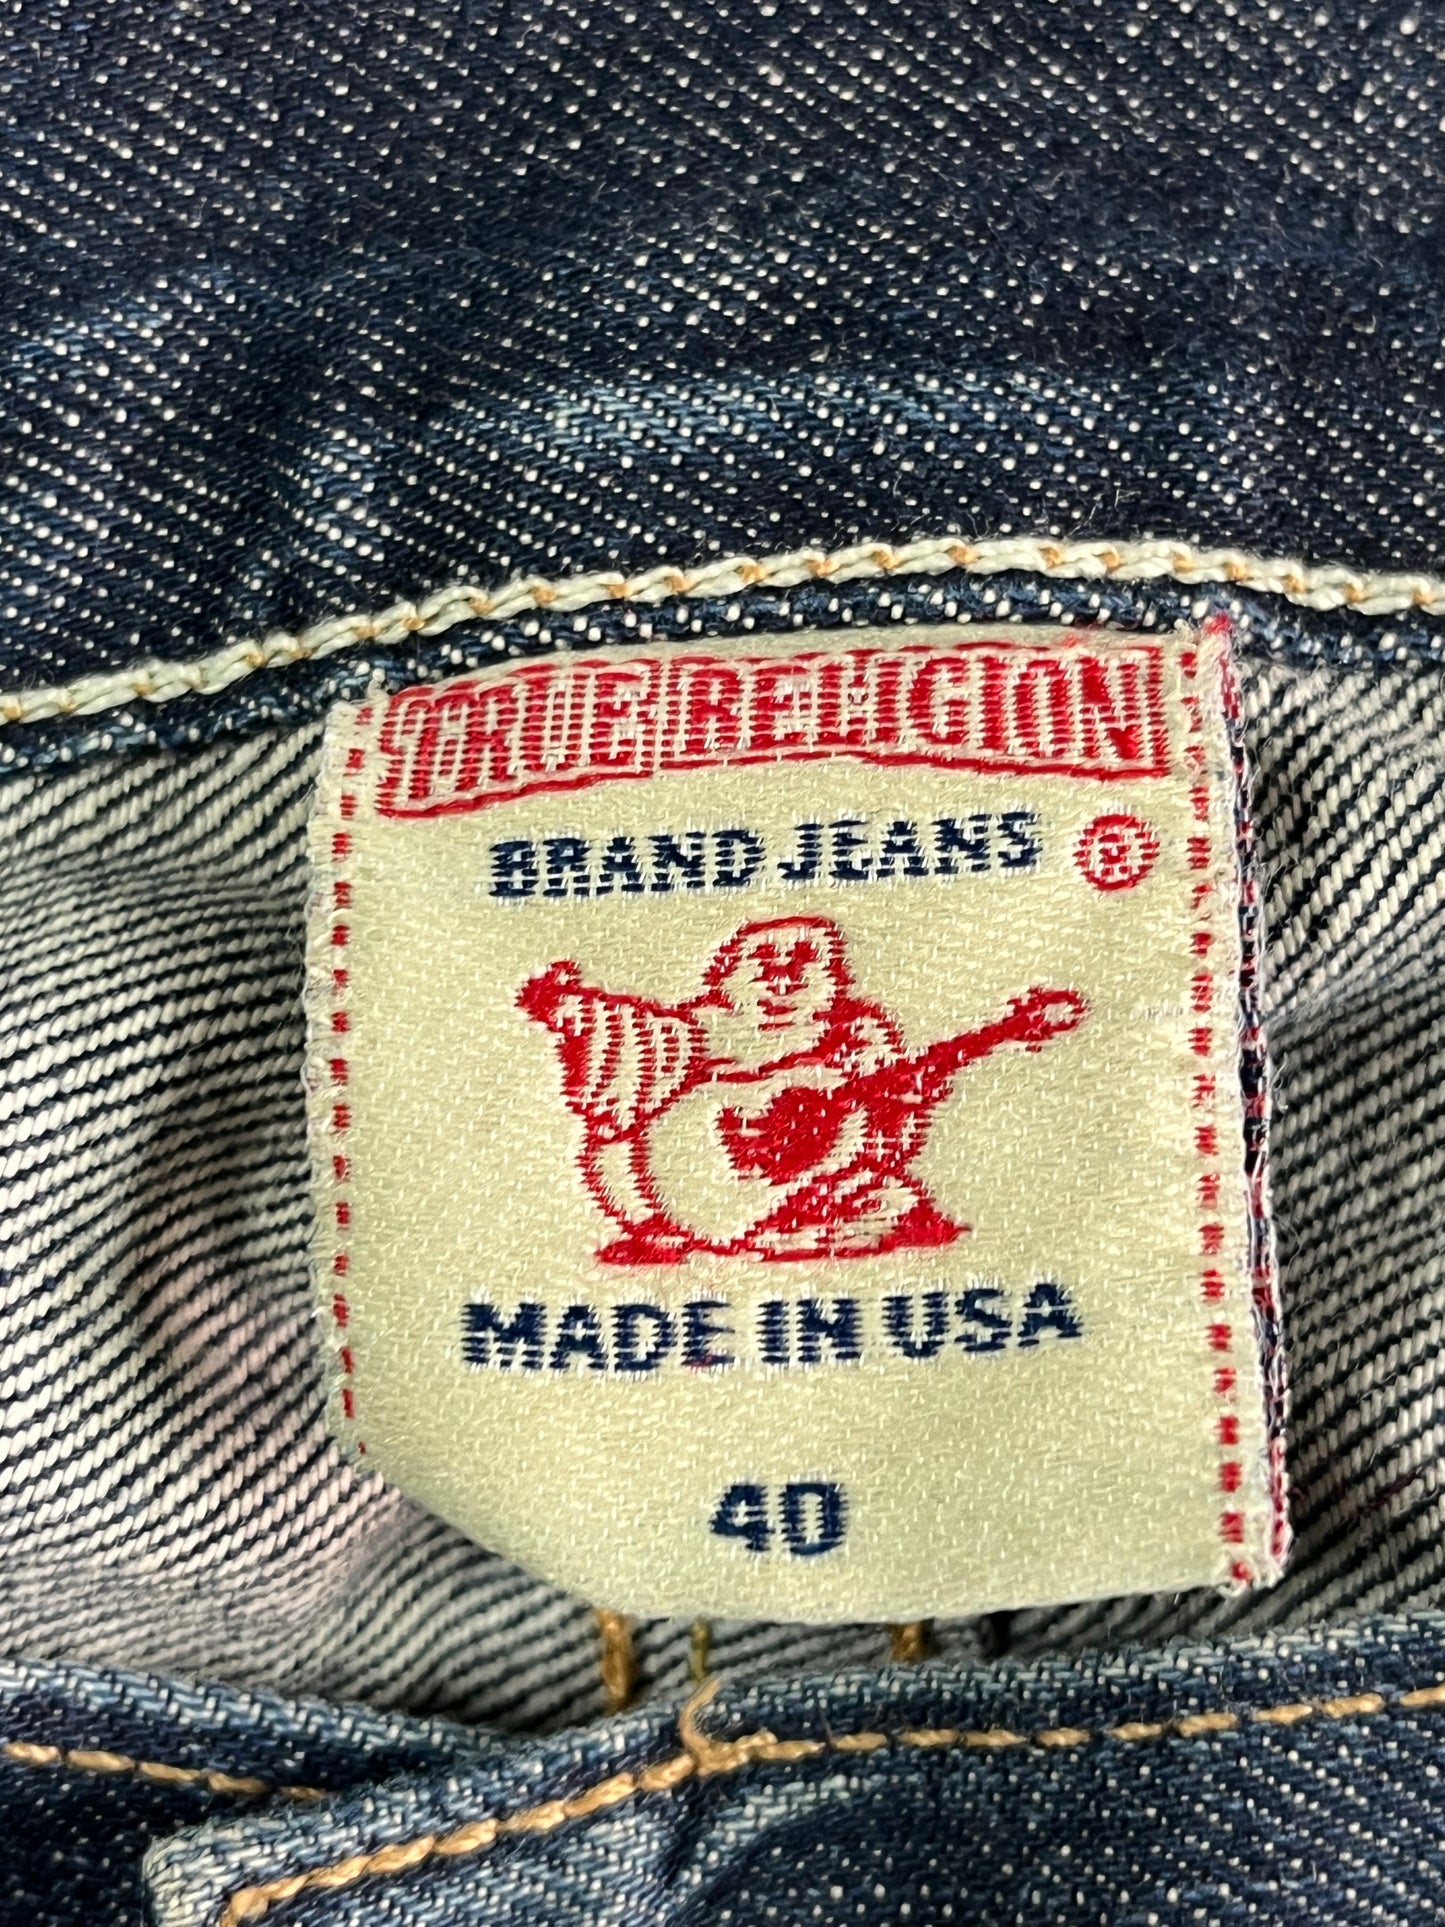 TRUE RELIGION
BRAND JEANS ®
MADE IN USA
40